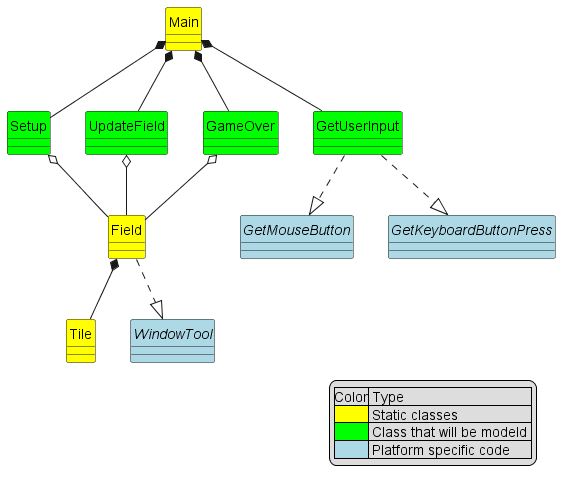 Main
Setup
UpdateField
GameOver
GetUserInput
Field
GetMouseButton
GetKeyboardButtonPress
Tile
WindowTool
Color Type
Static classes
Class that will be modeld
Platform specific code